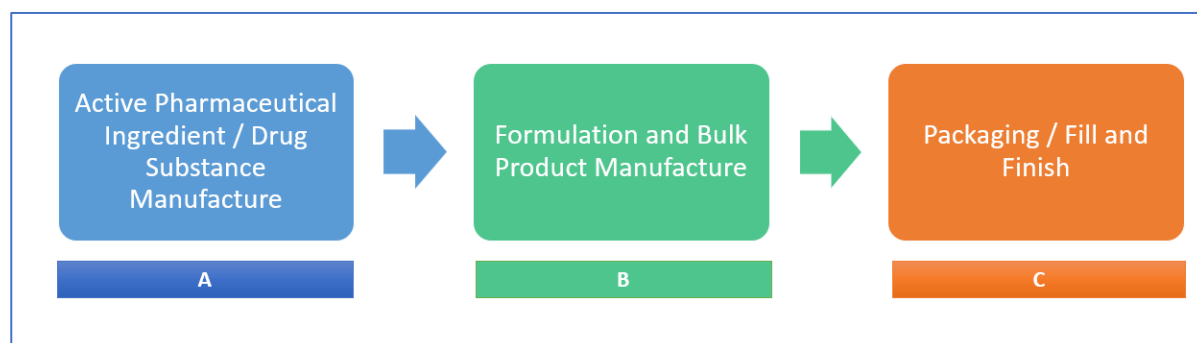 Active Pharmaceutical
Ingredient / Drug
Substance
Manufacture
Formulation and Bulk
Product Manufacture
Packaging / Fill and
Finish
A
B
C